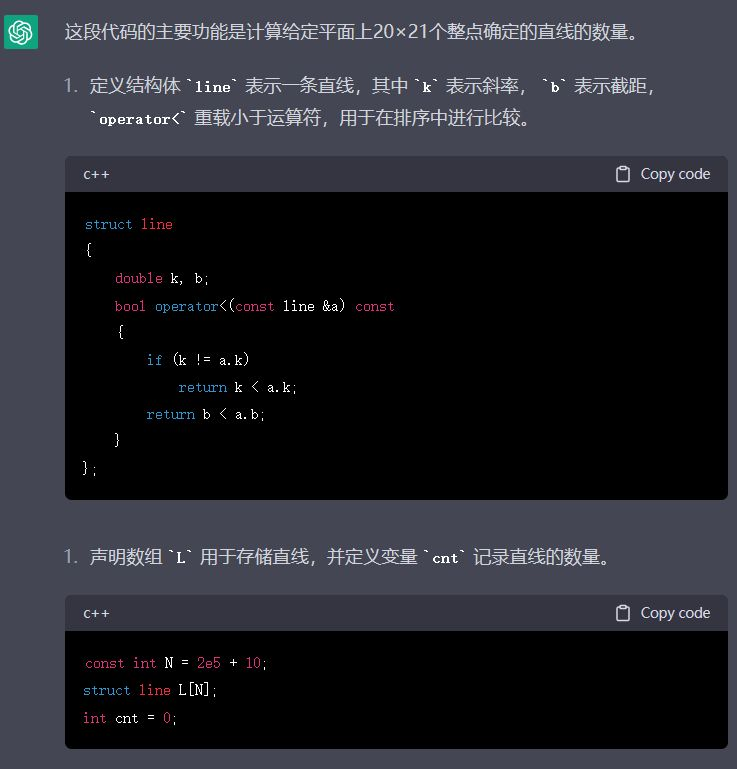 这段代码的主要功能是计算给定平面上20×21个整点确定的直线的数量。
1. 定义结构体 `line` 表示一条直线，其中 `k` 表示斜率， `b` 表示截距，
`operator<` 重载小于运算符，用于在排序中进行比较。
c++ Copy code
struct line
{
    double k, b;
    bool operator<(const line &a) const
    {
        if (k != a.k)
            return k < a.k;
        return b < a.b;
    }
};
1. 声明数组 `L` 用于存储直线，并定义变量 `cnt` 记录直线的数量。
c++ Copy code
const int N = 2e5 + 10;
struct line L[N];
int cnt = 0;